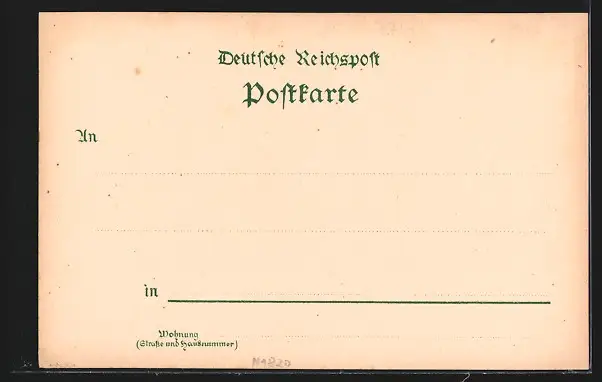 Deutſche Reichspoſt
Poſtkarte
An
in
Wohnung
(Straße und Hausnummer)